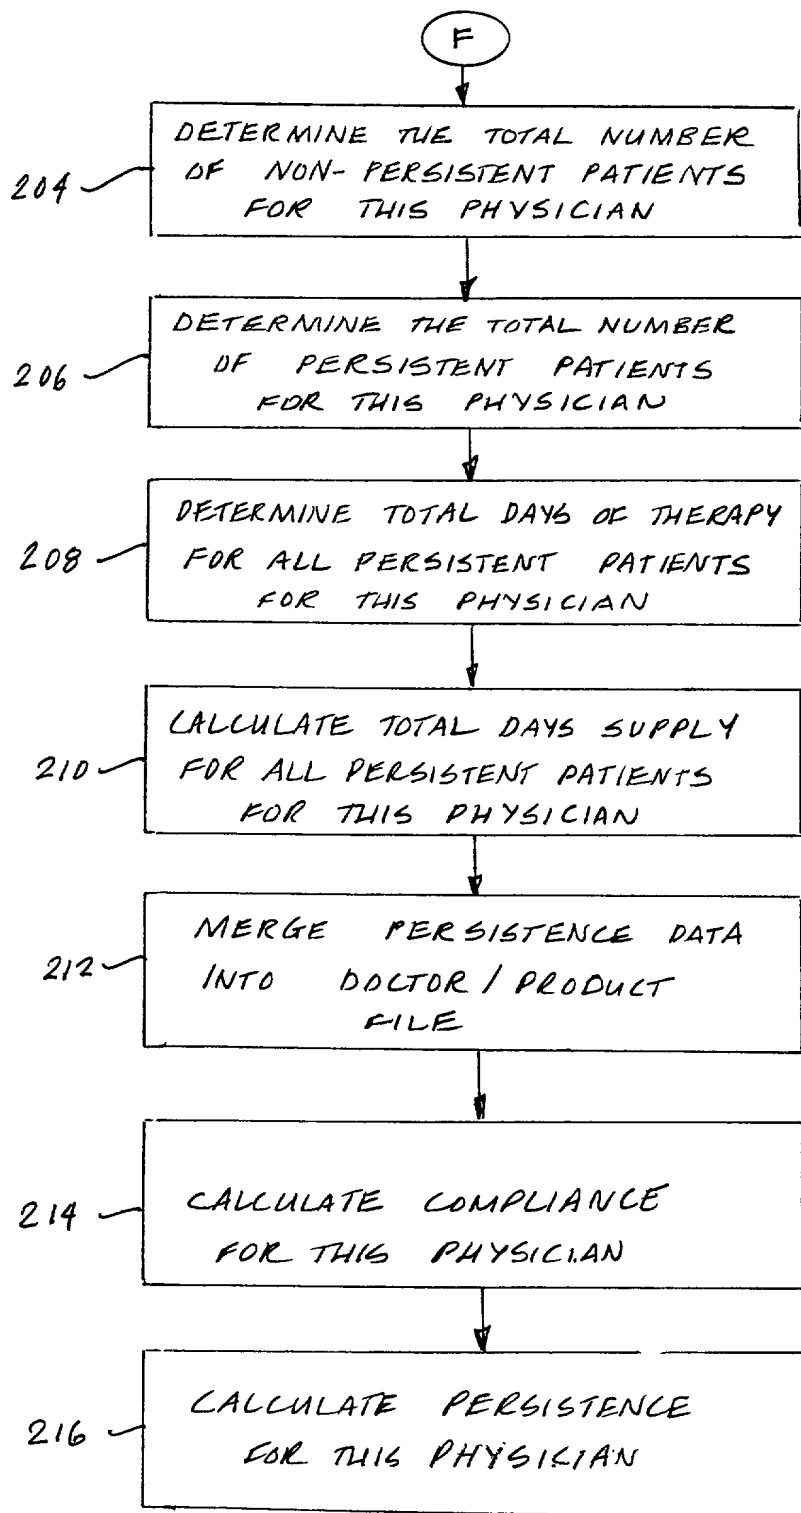 F
DETERMINE THE TOTAL NUMBER
OF NON-PERSISTENT PATIENTS
FOR THIS PHYSICIAN
204
DETERMINE THE TOTAL NUMBER
OF PERSISTENT PATIENTS
FOR THIS PHYSICIAN
206
DETERMINE TOTAL DAYS OF THERAPY
FOR ALL PERSISTENT PATIENTS
FOR THIS PHYSICIAN
208
CALCULATE TOTAL DAYS SUPPLY
FOR ALL PERSISTENT PATIENTS
FOR THIS PHYSICIAN
210
MERGE PERSISTENCE DATA
INTO DOCTOR / PRODUCT
FILE
212
CALCULATE COMPLIANCE
FOR THIS PHYSICIAN
214
CALCULATE PERSISTENCE
FOR THIS PHYSICIAN
216